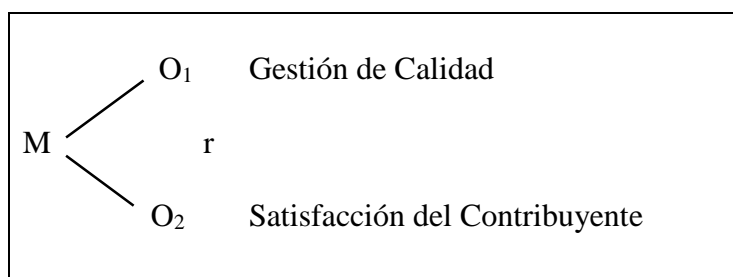 O₁ Gestión de Calidad
M r
O₂ Satisfacción del Contribuyente